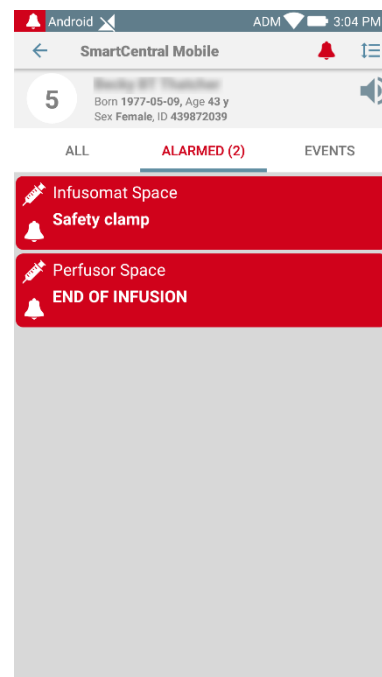 Android ADM 3:04 PM
SmartCentral Mobile
5
Born 1977-05-09, Age 43 y
Sex Female, ID 439872039
ALL ALARMED (2) EVENTS
Infusomat Space
Safety clamp
Perfusor Space
END OF INFUSION